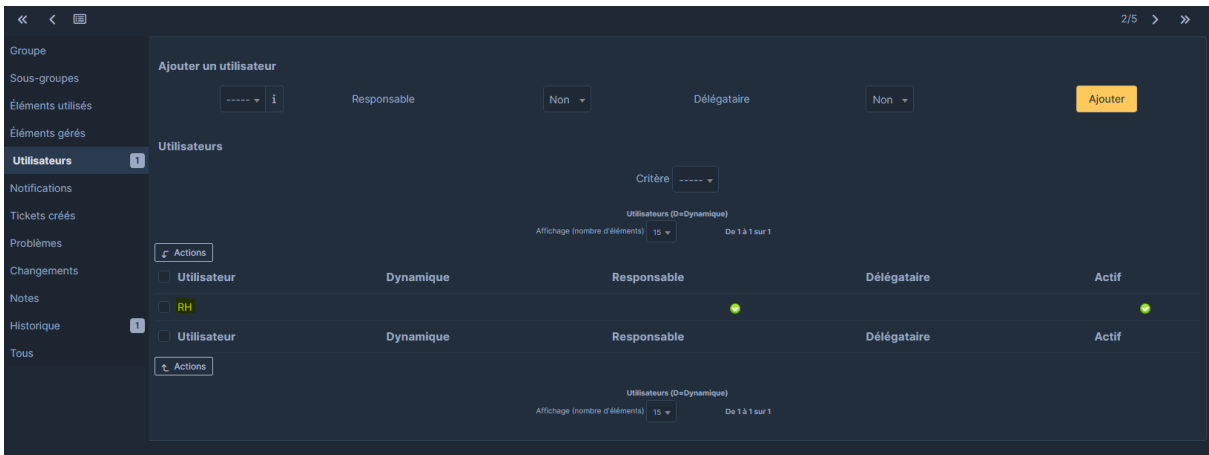 2/5
Groupe
Sous-groupes
Éléments utilisés
Éléments gérés
Utilisateurs 1
Notifications
Tickets créés
Problèmes
Changements
Notes
Historique 1
Tous
Ajouter un utilisateur
----- i Responsable Non Délégataire Non Ajouter
Utilisateurs
Critère -----
Utilisateurs (D=Dynamique)
Affichage (nombre d'éléments) 15 De 1 à 1 sur 1
Actions
Utilisateur Dynamique Responsable Délégataire Actif
RH
Utilisateur Dynamique Responsable Délégataire Actif
Actions
Utilisateurs (D=Dynamique)
Affichage (nombre d'éléments) 15 De 1 à 1 sur 1